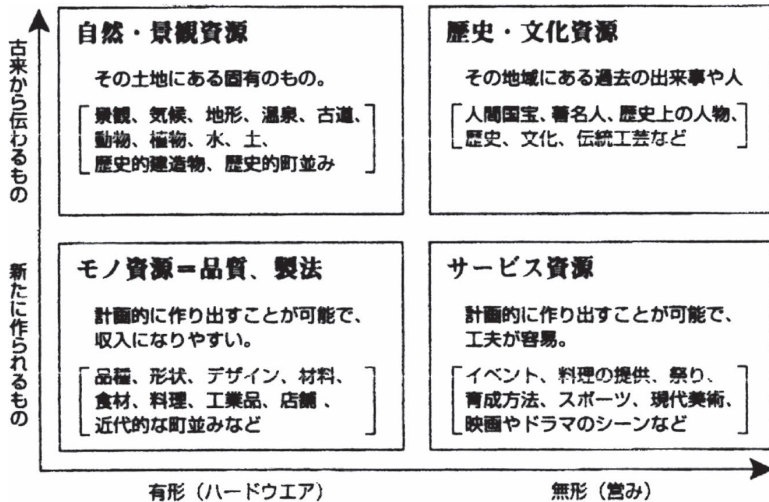 古来から伝わるもの
自然・景観資源
その土地にある固有のもの。
景観、気候、地形、温泉、古道、
動物、植物、水、土、
歴史的建造物、歴史的町並み
歴史・文化資源
その地域にある過去の出来事や人
人間国宝、著名人、歴史上の人物、
歴史、文化、伝統工芸など
新たに作られるもの
モノ資源＝品質、製法
計画的に作り出すことが可能で、
収入になりやすい。
品種、形状、デザイン、材料、
食材、料理、工業品、店舗、
近代的な町並みなど
サービス資源
計画的に作り出すことが可能で、
工夫が容易。
イベント、料理の提供、祭り、
育成方法、スポーツ、現代美術、
映画やドラマのシーンなど
有形（ハードウエア）
無形（営み）